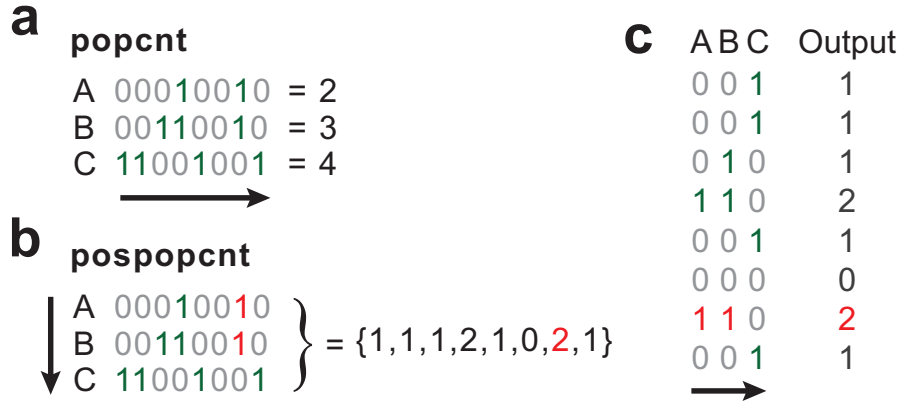 a
popcnt
A 00010010 = 2
B 00110010 = 3
C 11001001 = 4
b
pospopcnt
A 00010010
B 00110010 } = {1,1,1,2,1,0,2,1}
C 11001001
c A B C Output
0 0 1 1
0 0 1 1
0 1 0 1
1 1 0 2
0 0 1 1
0 0 0 0
1 1 0 2
0 0 1 1